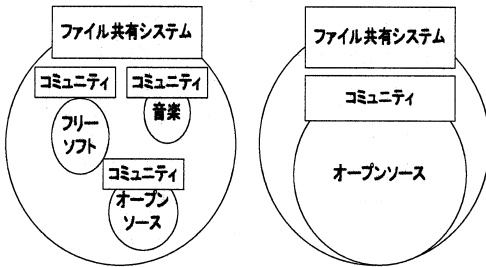 ファイル共有システム
コミュニティ
コミュニティ
フリー
ソフト
音楽
コミュニティ
オープン
ソース
ファイル共有システム
コミュニティ
オープンソース